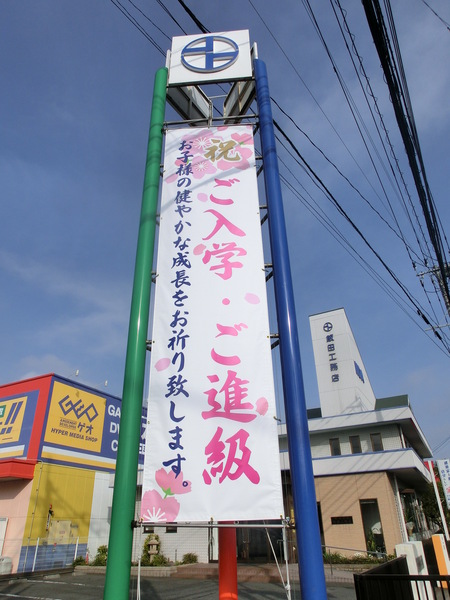 祝
ご入学・ご進級
お子様の健やかな成長をお祈り致します。
飯田工務店
GEO
ゲオ
HYPER MEDIA SHOP